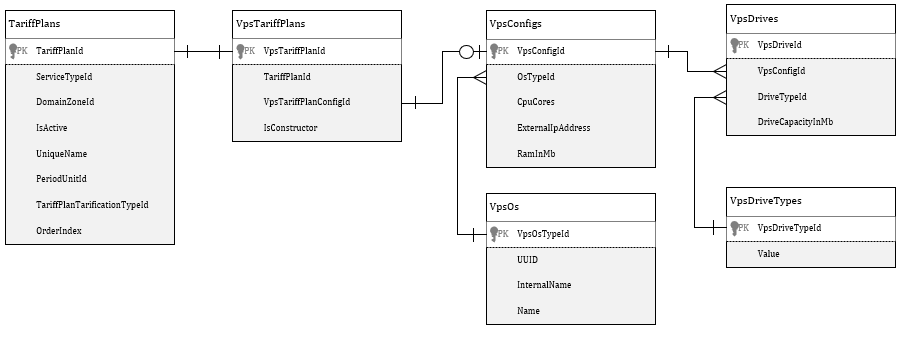 TariffPlans
PK TariffPlanId
ServiceTypeId
DomainZoneId
IsActive
UniqueName
PeriodUnitId
TariffPlanTarificationTypeId
OrderIndex
VpsTariffPlans
PK VpsTariffPlanId
TariffPlanId
VpsTariffPlanConfigId
IsConstructor
VpsConfigs
PK VpsConfigId
OsTypeId
CpuCores
ExternalIpAddress
RamInMb
VpsOs
PK VpsOsTypeId
UUID
InternalName
Name
VpsDrives
PK VpsDriveId
VpsConfigId
DriveTypeId
DriveCapacityInMb
VpsDriveTypes
PK VpsDriveTypeId
Value